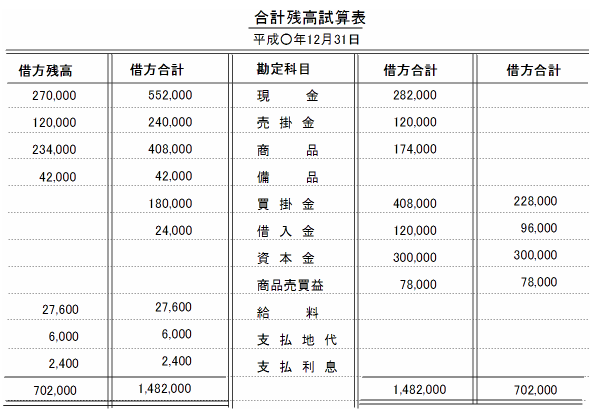 合計残高試算表
平成〇年12月31日
借方残高 借方合計 勘定科目 借方合計 借方合計
270,000 552,000 現金 282,000
120,000 240,000 売掛金 120,000
234,000 408,000 商品 174,000
42,000 42,000 備品
180,000 買掛金 408,000 228,000
24,000 借入金 120,000 96,000
資本金 300,000 300,000
商品売買益 78,000 78,000
27,600 27,600 給料
6,000 6,000 支払地代
2,400 2,400 支払利息
702,000 1,482,000 1,482,000 702,000